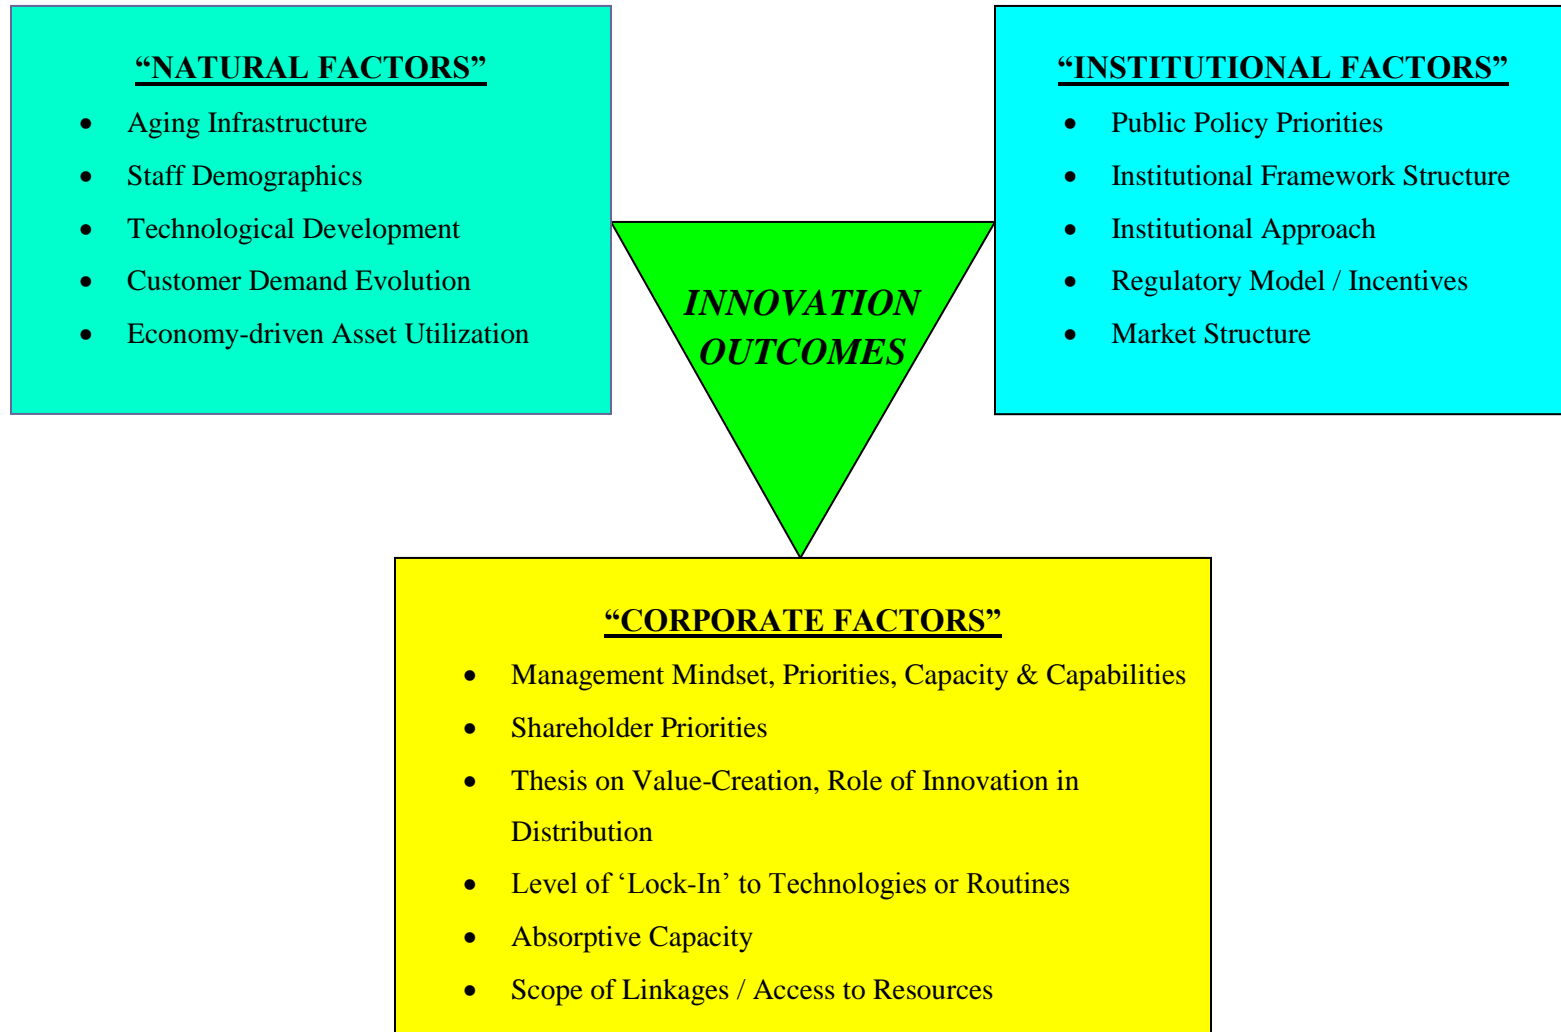 “NATURAL FACTORS”
• Aging Infrastructure
• Staff Demographics
• Technological Development
• Customer Demand Evolution
• Economy-driven Asset Utilization
“INSTITUTIONAL FACTORS”
• Public Policy Priorities
• Institutional Framework Structure
• Institutional Approach
• Regulatory Model / Incentives
• Market Structure
INNOVATION
OUTCOMES
“CORPORATE FACTORS”
• Management Mindset, Priorities, Capacity & Capabilities
• Shareholder Priorities
• Thesis on Value-Creation, Role of Innovation in
Distribution
• Level of ‘Lock-In’ to Technologies or Routines
• Absorptive Capacity
• Scope of Linkages / Access to Resources